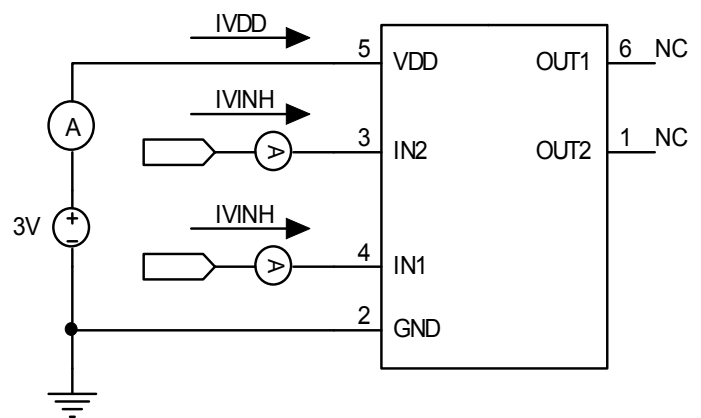 IVDD
5 VDD OUT1 6 NC
A
IVINH
A 3 IN2 OUT2 1 NC
3V + −
IVINH
A 4 IN1
2 GND